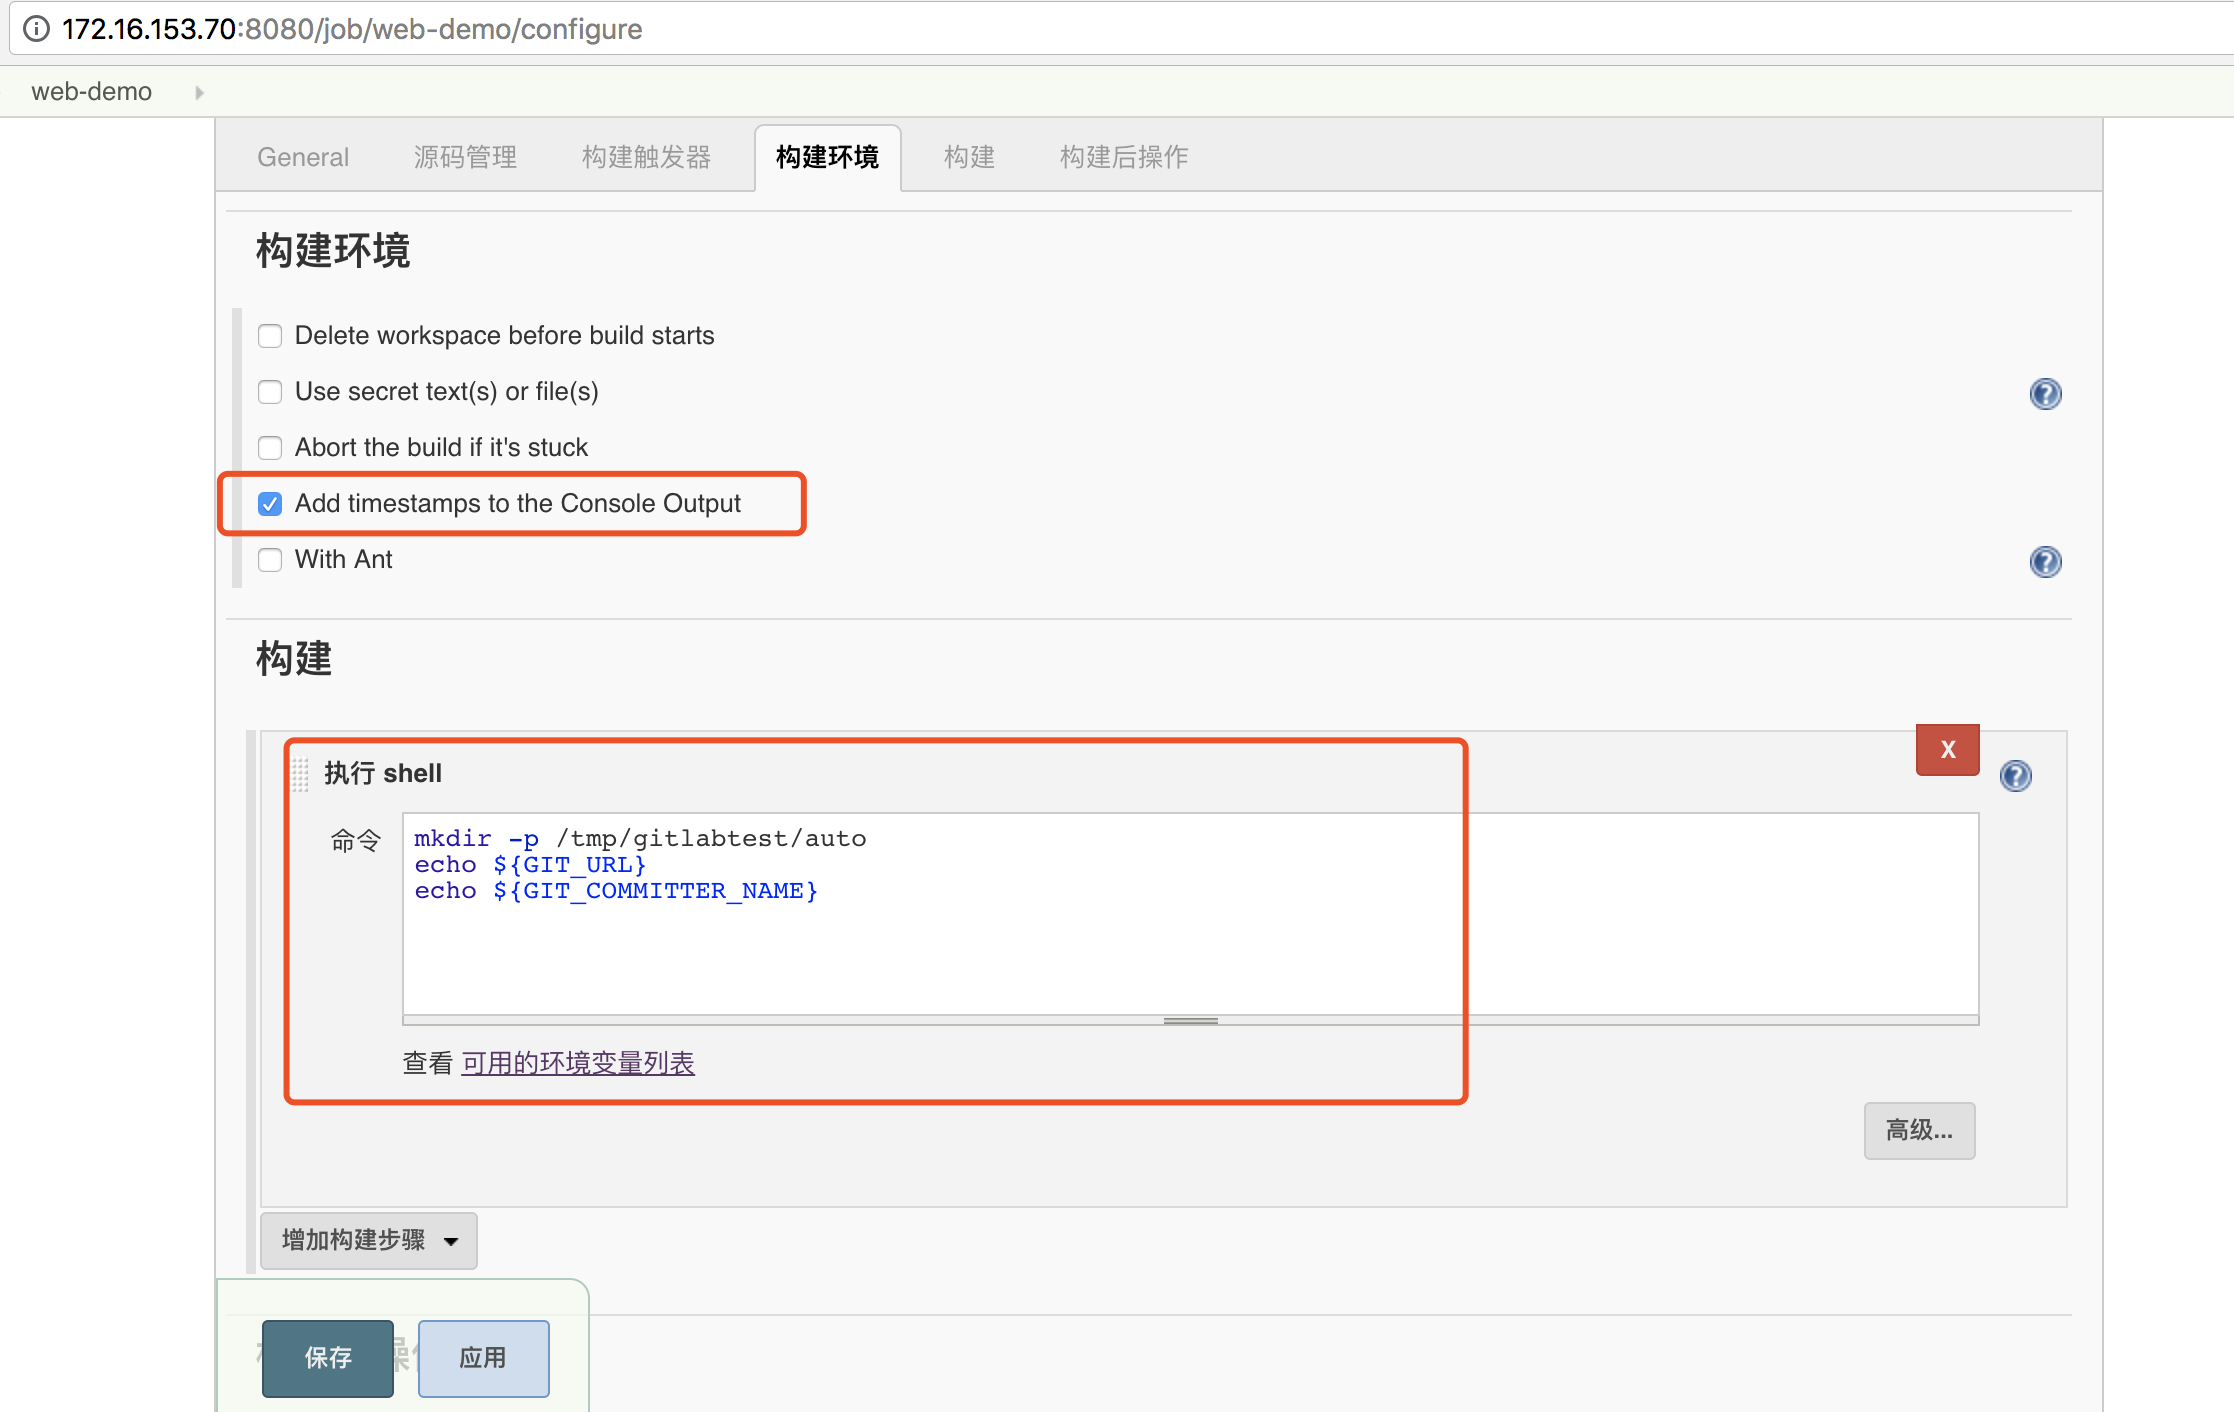 172.16.153.70:8080/job/web-demo/configure
web-demo
General 源码管理 构建触发器 构建环境 构建 构建后操作
构建环境
Delete workspace before build starts
Use secret text(s) or file(s)
Abort the build if it's stuck
Add timestamps to the Console Output
With Ant
构建
X
执行 shell
命令
mkdir -p /tmp/gitlabtest/auto
echo ${GIT_URL}
echo ${GIT_COMMITTER_NAME}
查看 可用的环境变量列表
高级...
增加构建步骤
保存 应用